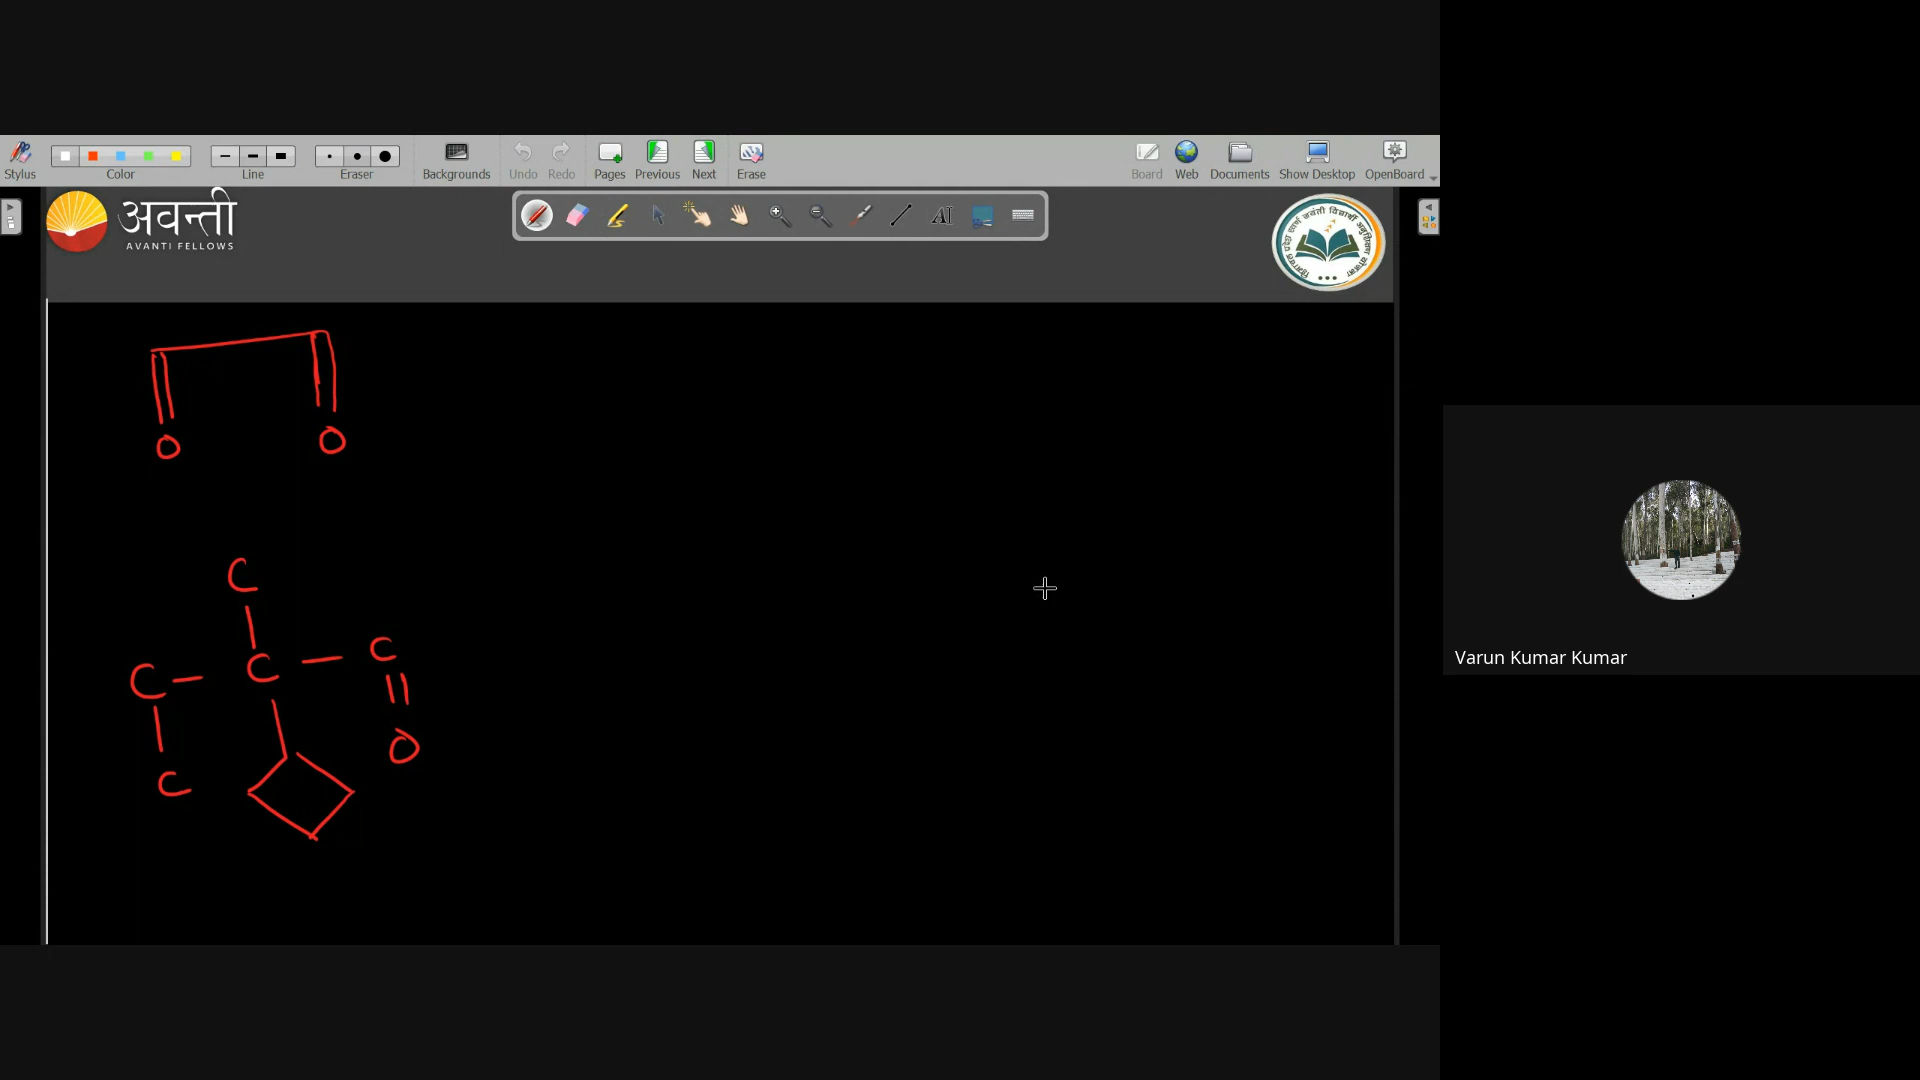 Stylus Color Line Eraser Backgrounds Undo Redo Pages Previous Next Erase Board Web Documents Show Desktop OpenBoard
अवन्ती
AVANTI FELLOWS
O O
C
C – C – C
O
C
Varun Kumar Kumar